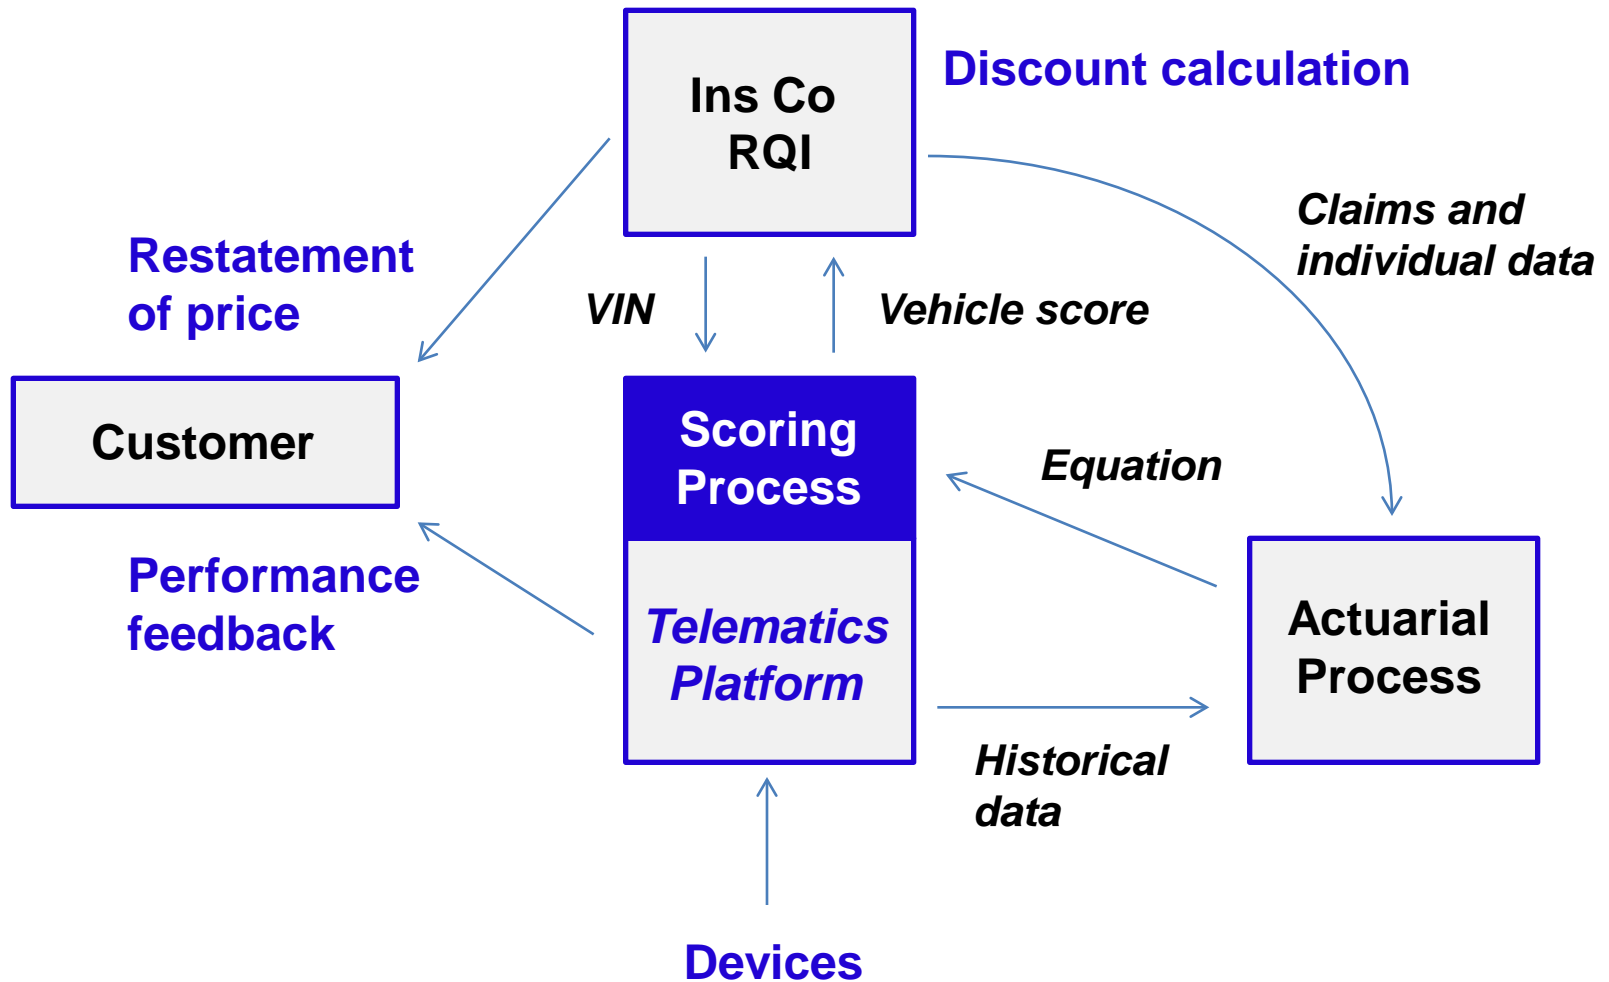 Ins Co
RQI
Discount calculation
Claims and
individual data
Restatement
of price
VIN
Vehicle score
Customer
Scoring
Process
Equation
Performance
feedback
Telematics
Platform
Actuarial
Process
Historical
data
Devices